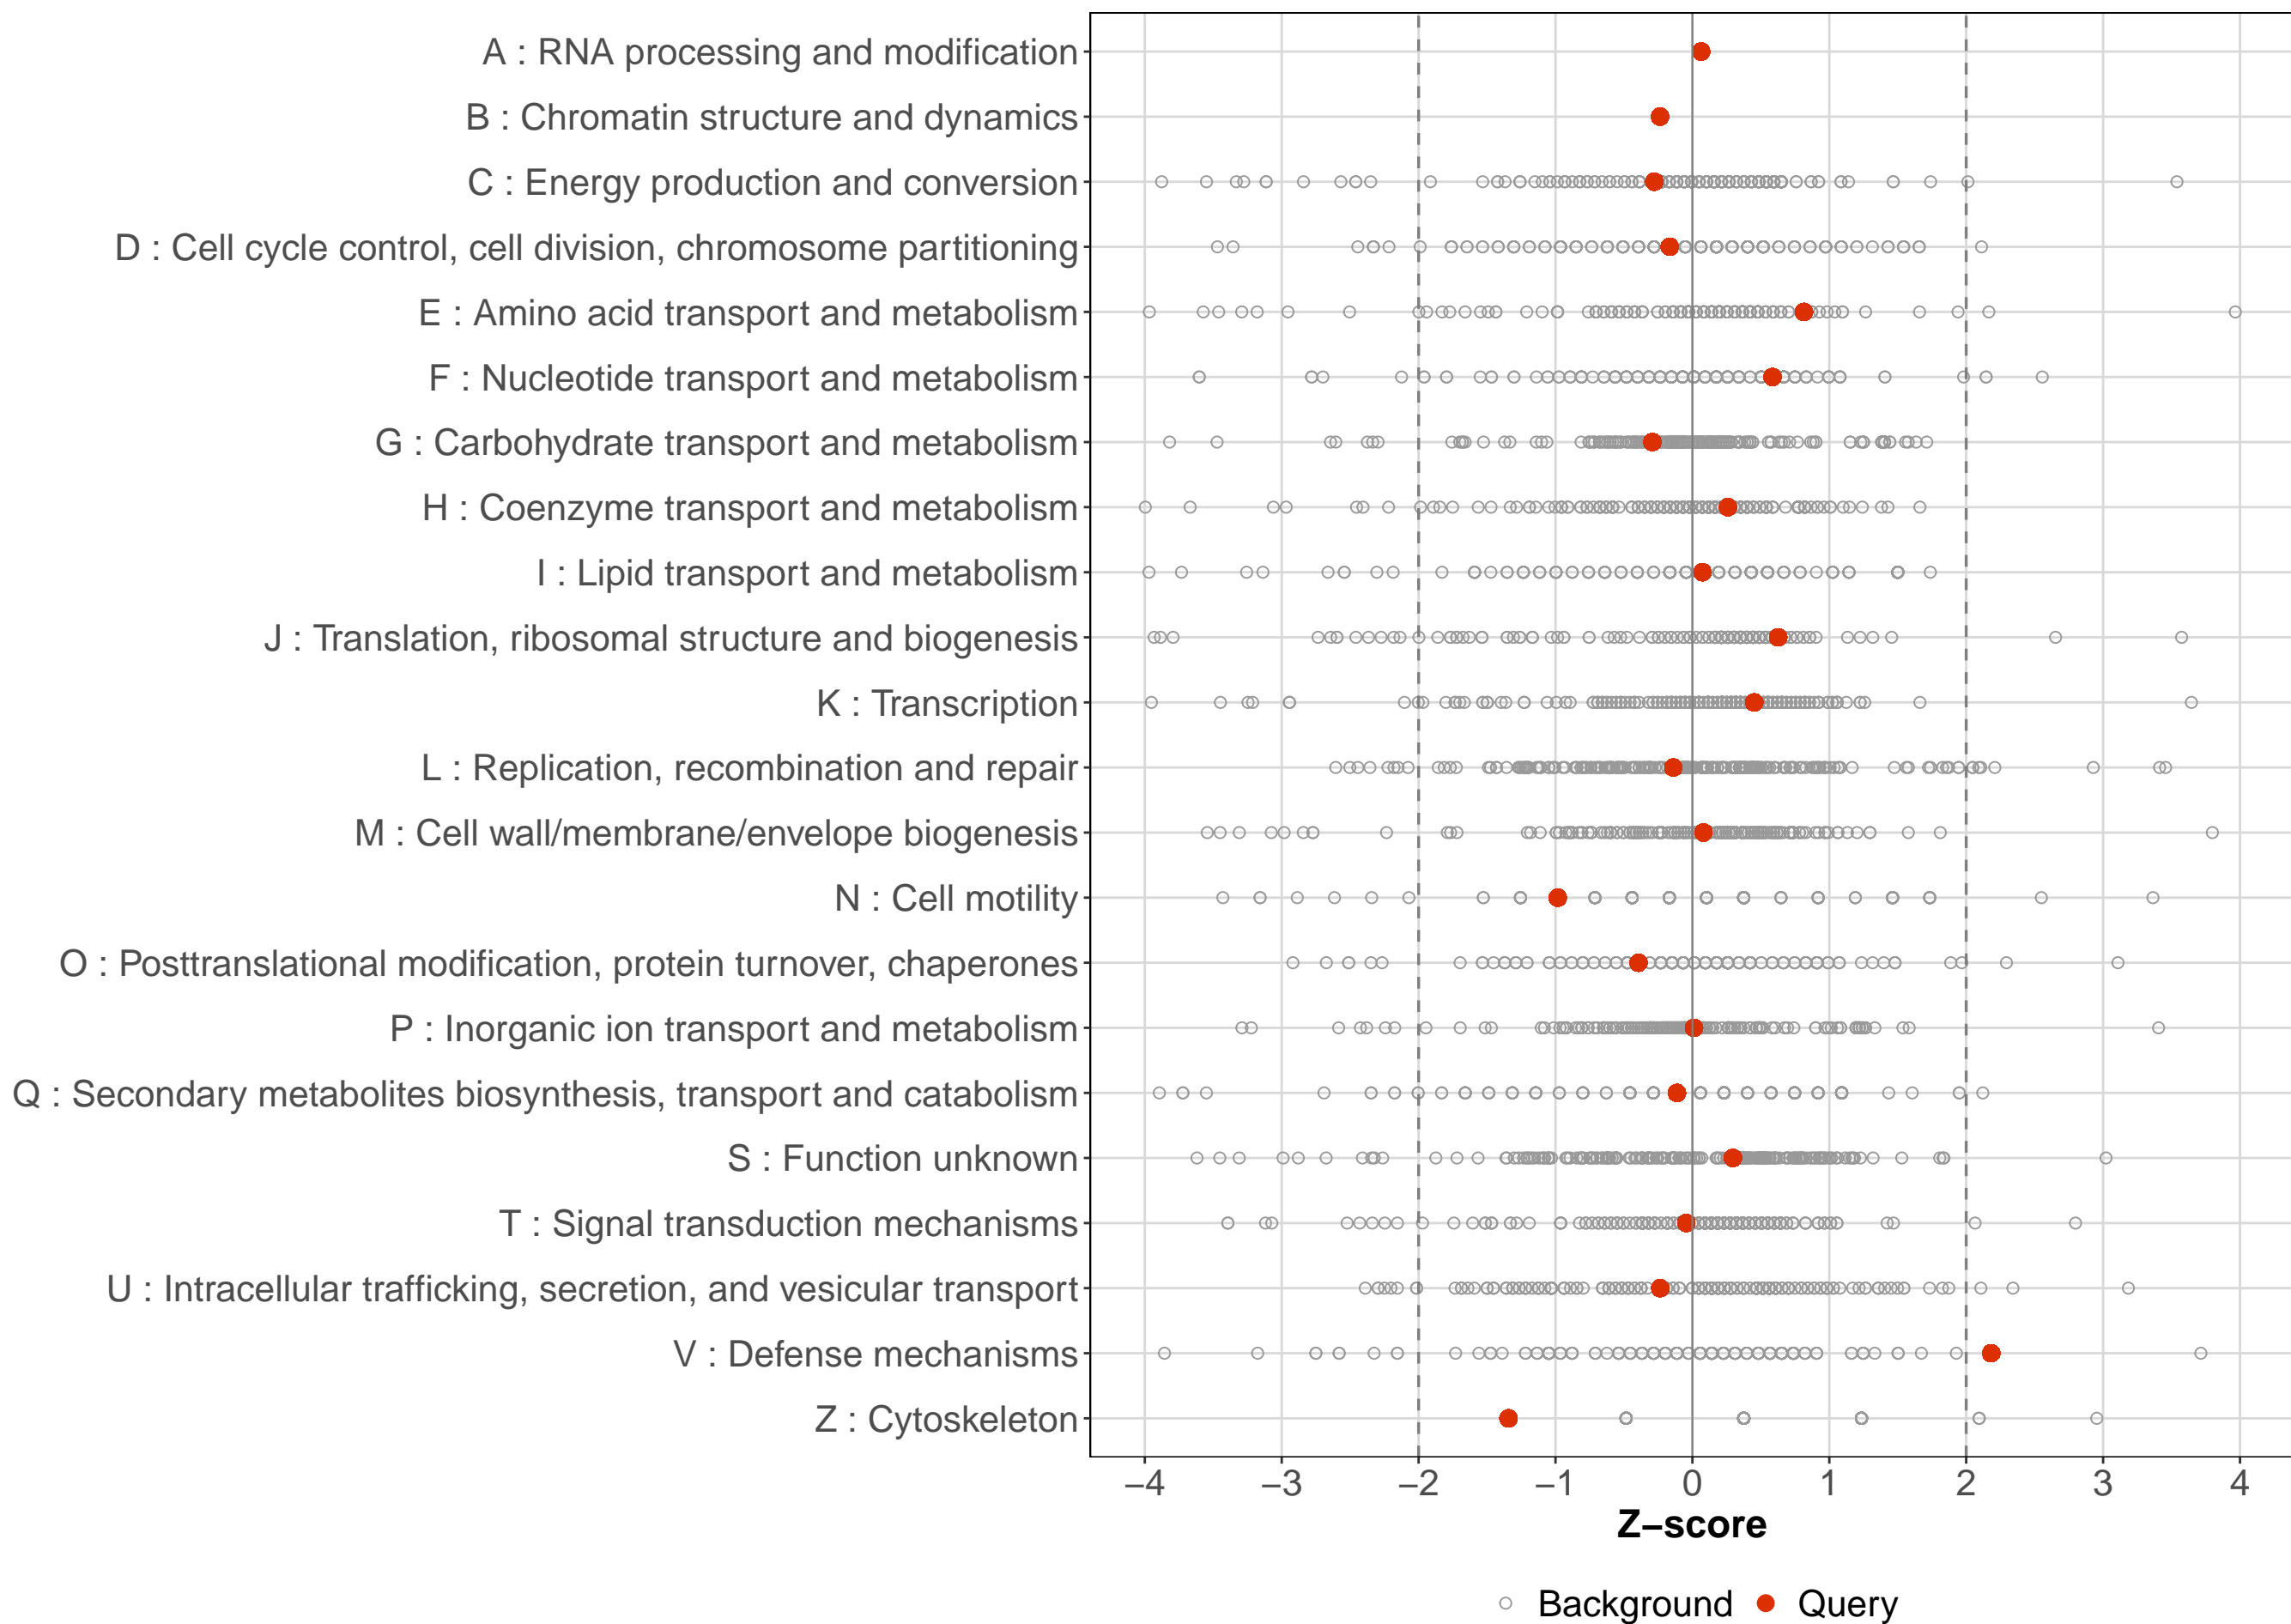 A : RNA processing and modification
B : Chromatin structure and dynamics
C : Energy production and conversion
D : Cell cycle control, cell division, chromosome partitioning
E : Amino acid transport and metabolism
F : Nucleotide transport and metabolism
G : Carbohydrate transport and metabolism
H : Coenzyme transport and metabolism
I : Lipid transport and metabolism
J : Translation, ribosomal structure and biogenesis
K : Transcription
L : Replication, recombination and repair
M : Cell wall/membrane/envelope biogenesis
N : Cell motility
O : Posttranslational modification, protein turnover, chaperones
P : Inorganic ion transport and metabolism
Q : Secondary metabolites biosynthesis, transport and catabolism
S : Function unknown
T : Signal transduction mechanisms
U : Intracellular trafficking, secretion, and vesicular transport
V : Defense mechanisms
Z : Cytoskeleton
−4 −3 −2 −1 0 1 2 3 4
Z−score
Background Query